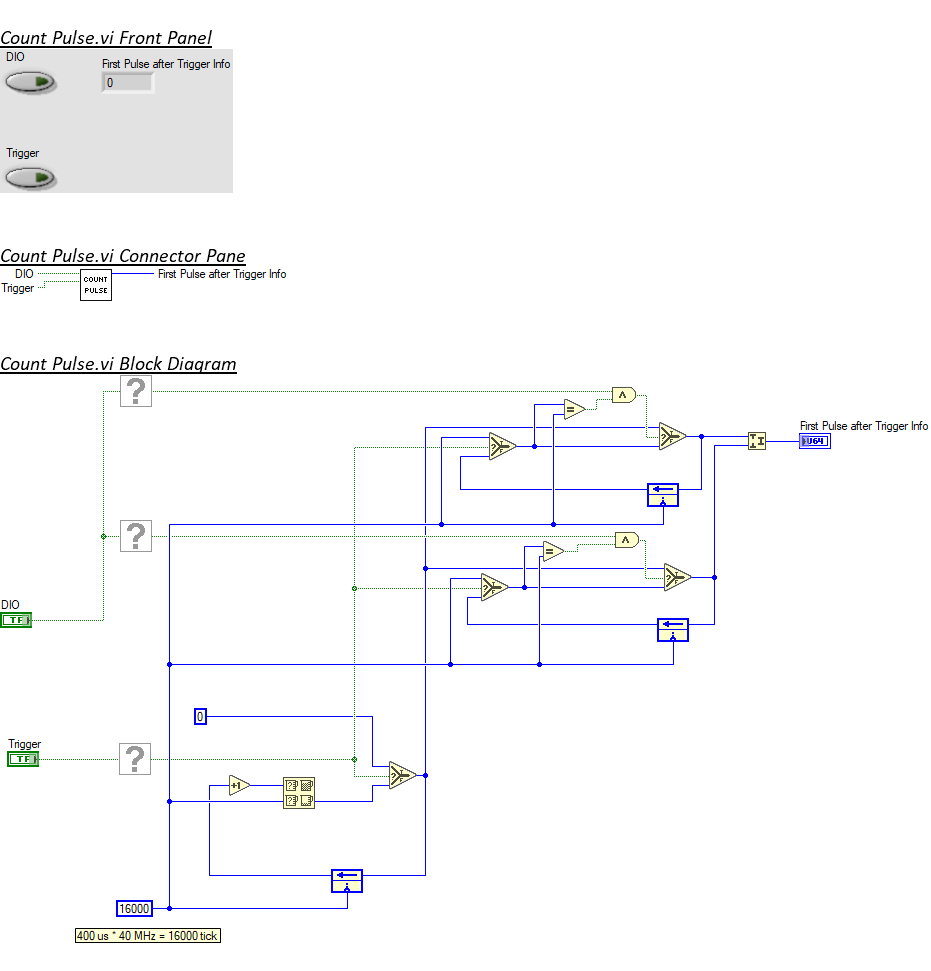 Count Pulse.vi Front Panel
DIO
First Pulse after Trigger Info
0
Trigger
Count Pulse.vi Connector Pane
DIO
Trigger
COUNT
PULSE
First Pulse after Trigger Info
Count Pulse.vi Block Diagram
?
First Pulse after Trigger Info
U64
?
DIO
TF
0
Trigger
TF
?
+1
16000
400 us * 40 MHz = 16000 tick